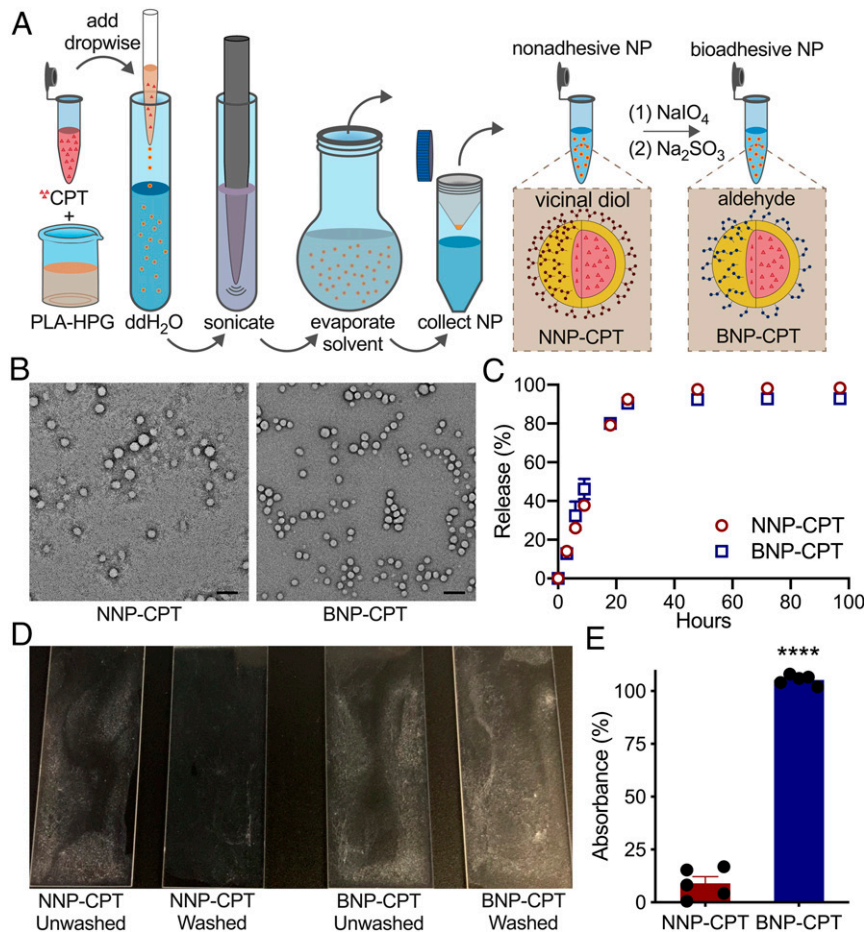 A
add
dropwise
CPT
+
PLA-HPG
ddH₂O
sonicate
evaporate
solvent
collect NP
nonadhesive NP
bioadhesive NP
(1) NaIO₄
(2) Na₂SO₃
vicinal diol
aldehyde
NNP-CPT
BNP-CPT
B
NNP-CPT
BNP-CPT
C
Release (%)
100
80
60
40
20
0
0
20
40
60
80
100
Hours
NNP-CPT
BNP-CPT
D
NNP-CPT
Unwashed
NNP-CPT
Washed
BNP-CPT
Unwashed
BNP-CPT
Washed
E
Absorbance (%)
100
75
50
25
0
****
NNP-CPT
BNP-CPT